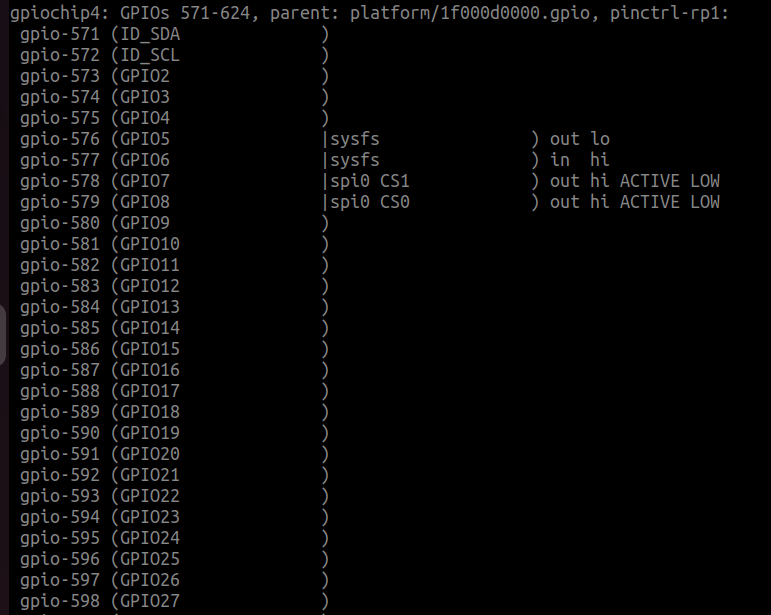 gpiochip4: GPIOs 571-624, parent: platform/1f000d0000.gpio, pinctrl-rp1:
 gpio-571 (ID_SDA              )
 gpio-572 (ID_SCL              )
 gpio-573 (GPIO2               )
 gpio-574 (GPIO3               )
 gpio-575 (GPIO4               )
 gpio-576 (GPIO5               |sysfs               ) out lo
 gpio-577 (GPIO6               |sysfs               ) in  hi
 gpio-578 (GPIO7               |spi0 CS1            ) out hi ACTIVE LOW
 gpio-579 (GPIO8               |spi0 CS0            ) out hi ACTIVE LOW
 gpio-580 (GPIO9               )
 gpio-581 (GPIO10              )
 gpio-582 (GPIO11              )
 gpio-583 (GPIO12              )
 gpio-584 (GPIO13              )
 gpio-585 (GPIO14              )
 gpio-586 (GPIO15              )
 gpio-587 (GPIO16              )
 gpio-588 (GPIO17              )
 gpio-589 (GPIO18              )
 gpio-590 (GPIO19              )
 gpio-591 (GPIO20              )
 gpio-592 (GPIO21              )
 gpio-593 (GPIO22              )
 gpio-594 (GPIO23              )
 gpio-595 (GPIO24              )
 gpio-596 (GPIO25              )
 gpio-597 (GPIO26              )
 gpio-598 (GPIO27              )